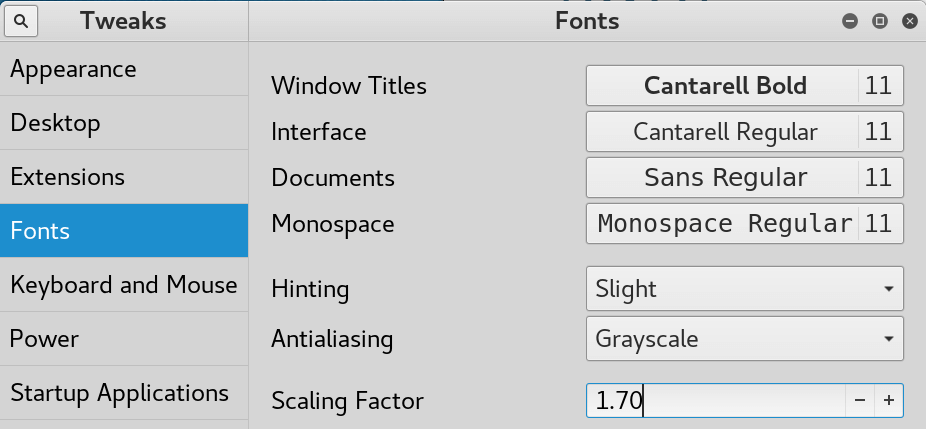 Tweaks
Fonts
Appearance
Desktop
Extensions
Fonts
Keyboard and Mouse
Power
Startup Applications
Window Titles Cantarell Bold 11
Interface Cantarell Regular 11
Documents Sans Regular 11
Monospace Monospace Regular 11
Hinting Slight
Antialiasing Grayscale
Scaling Factor 1.70 − +